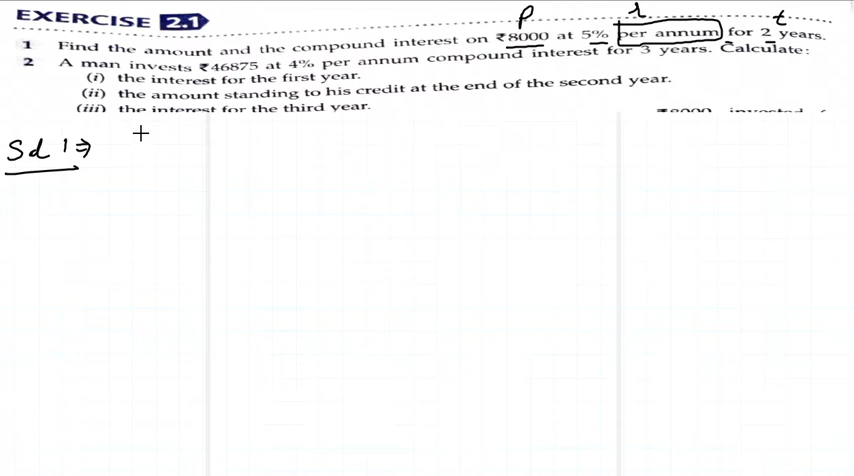 EXERCISE 2.1
P r t
1 Find the amount and the compound interest on ₹8000 at 5% per annum for 2 years.
2 A man invests ₹46875 at 4% per annum compound interest for 3 years. Calculate:
(i) the interest for the first year.
(ii) the amount standing to his credit at the end of the second year.
(iii) the interest for the third year.
₹8000 invested
Sol 1⇒